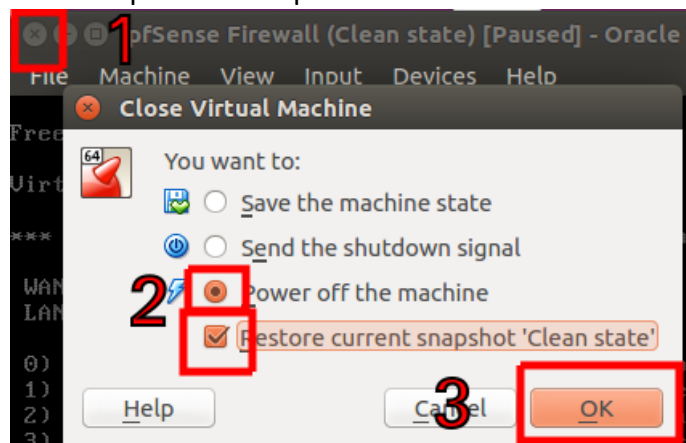 1
pfSense Firewall (Clean state) [Paused] - Oracle
File Machine View Input Devices Help
Close Virtual Machine
Free
Virt
64
You want to:
Save the machine state
***
Send the shutdown signal
WAN
LAN
2
Power off the machine
Restore current snapshot 'Clean state'
0)
1)
2)
3)
Help
Cancel
3
OK